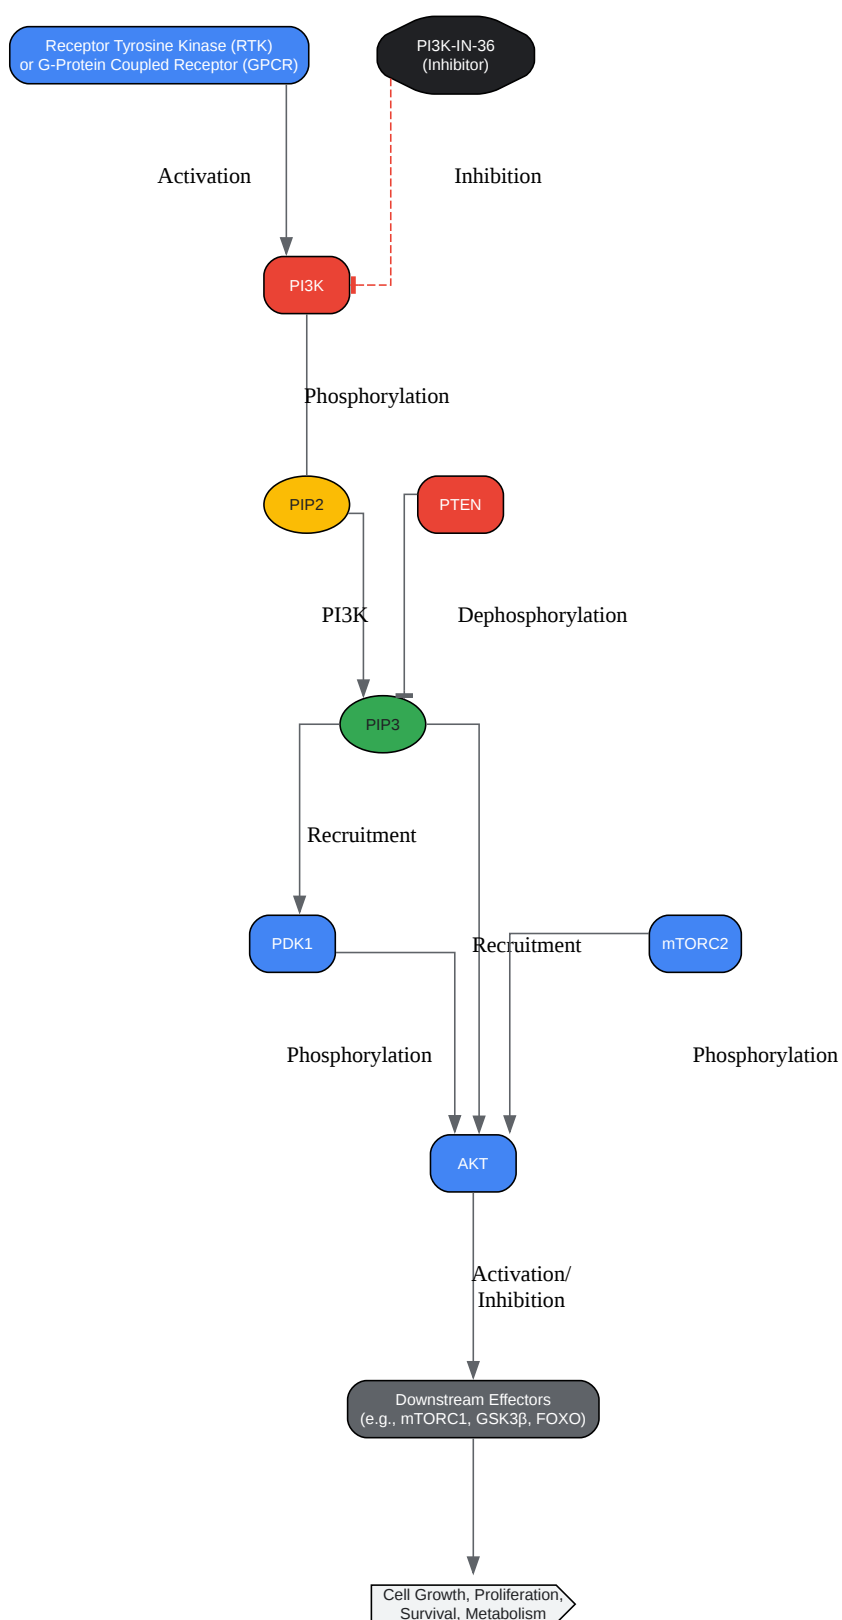 Receptor Tyrosine Kinase (RTK)
or G-Protein Coupled Receptor (GPCR)
PI3K-IN-36
(Inhibitor)
Activation
Inhibition
PI3K
Phosphorylation
PIP2
PTEN
PI3K
Dephosphorylation
PIP3
Recruitment
PDK1
Recruitment
mTORC2
Phosphorylation
Phosphorylation
AKT
Activation/
Inhibition
Downstream Effectors
(e.g., mTORC1, GSK3β, FOXO)
Cell Growth, Proliferation,
Survival, Metabolism